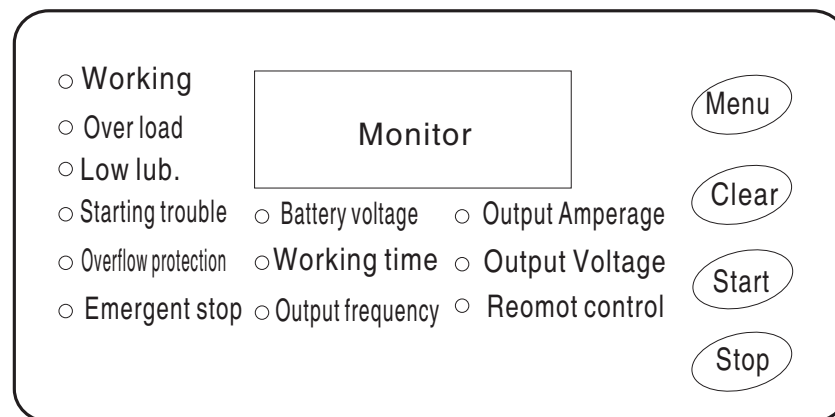 Working
Over load
Low lub.
Starting trouble
Overflow protection
Emergent stop
Monitor
Battery voltage
Working time
Output frequency
Output Amperage
Output Voltage
Reomot control
Menu
Clear
Start
Stop